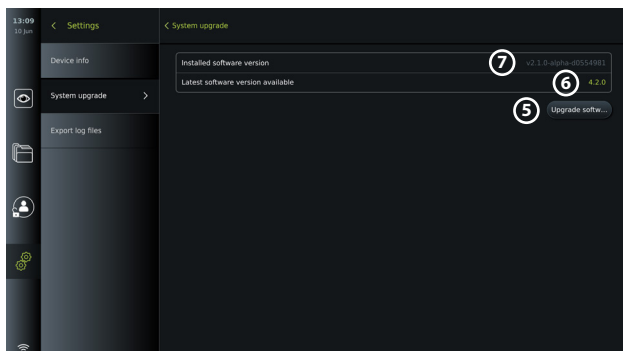 13:09
10 Jun
Settings
System upgrade
Device info
Installed software version
7
v2.1.0-alpha-d0554981
Latest software version available
6
4.2.0
System upgrade
5
Upgrade softw...
Export log files